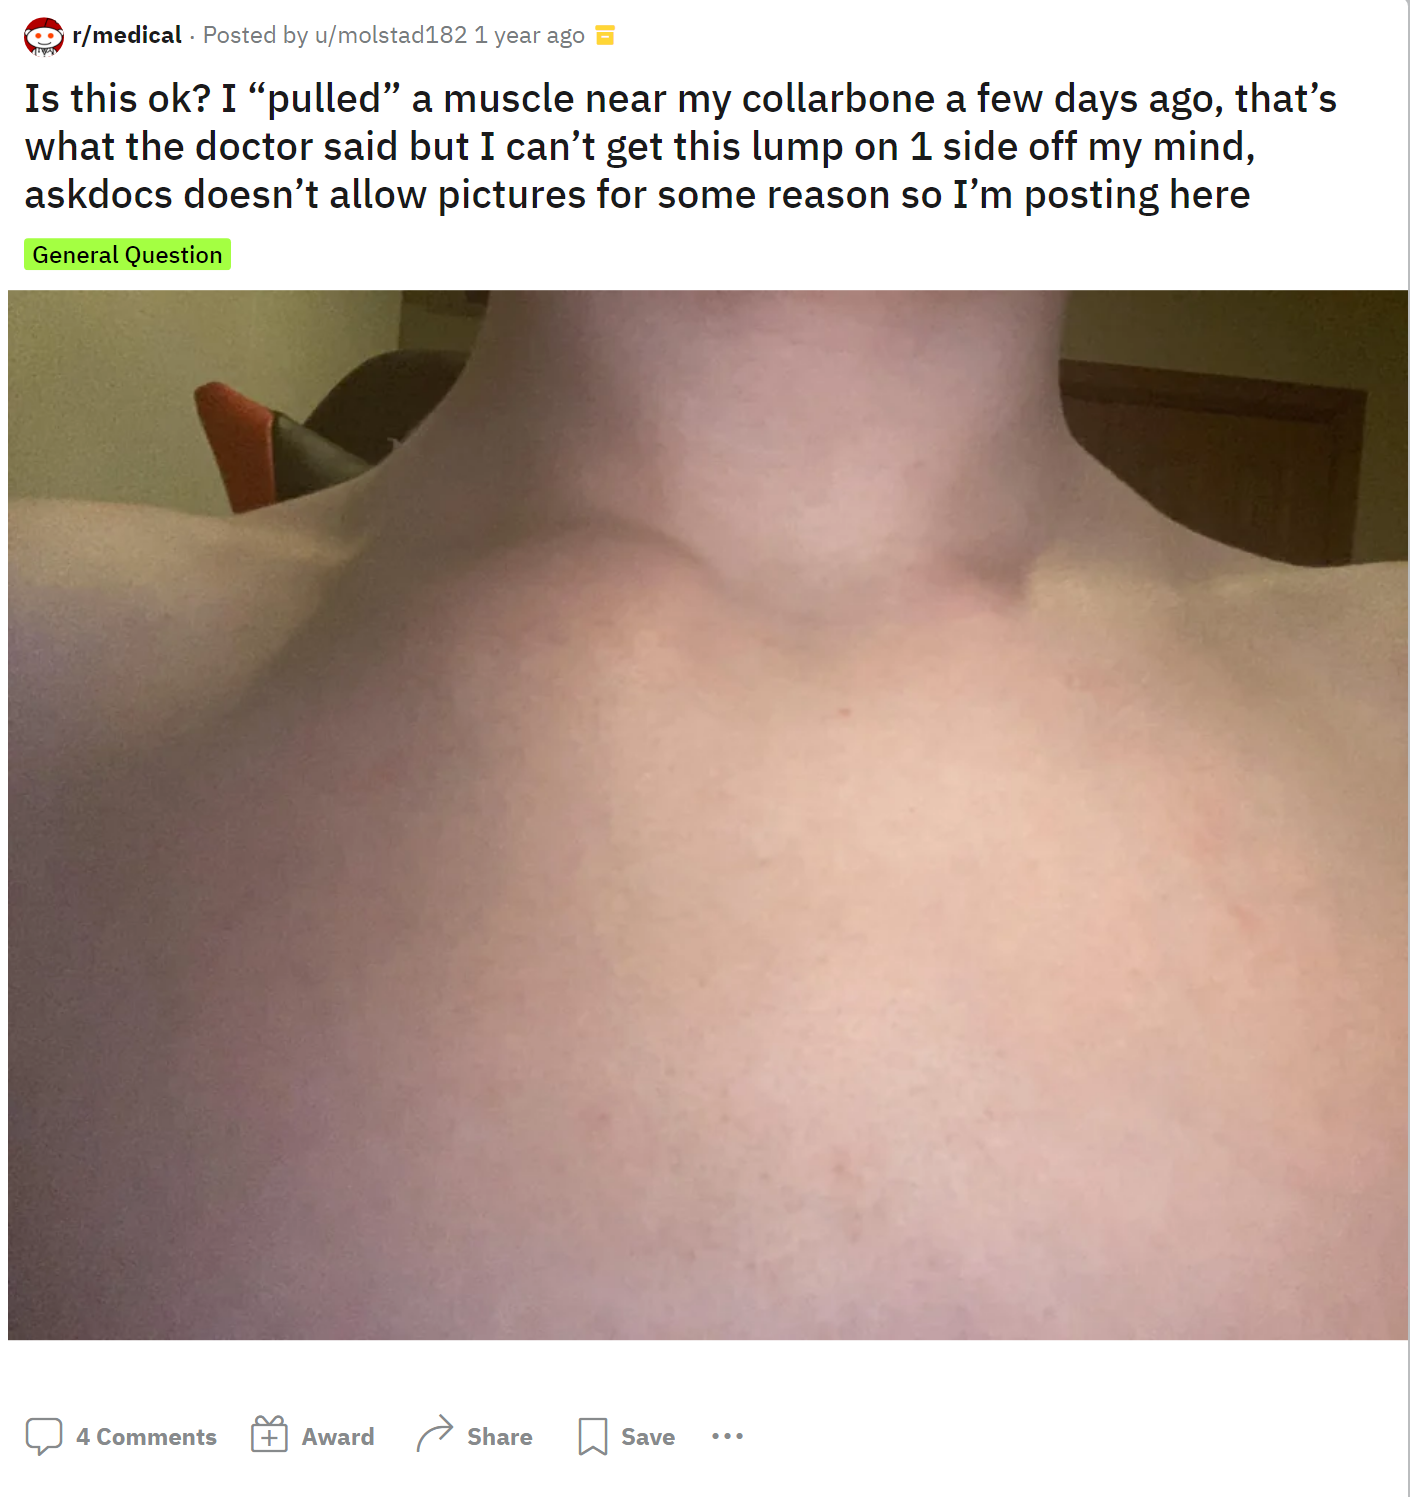 r/medical · Posted by u/molstad182 1 year ago
Is this ok? I “pulled” a muscle near my collarbone a few days ago, that’s
what the doctor said but I can’t get this lump on 1 side off my mind,
askdocs doesn’t allow pictures for some reason so I’m posting here
General Question
4 Comments Award Share Save ···